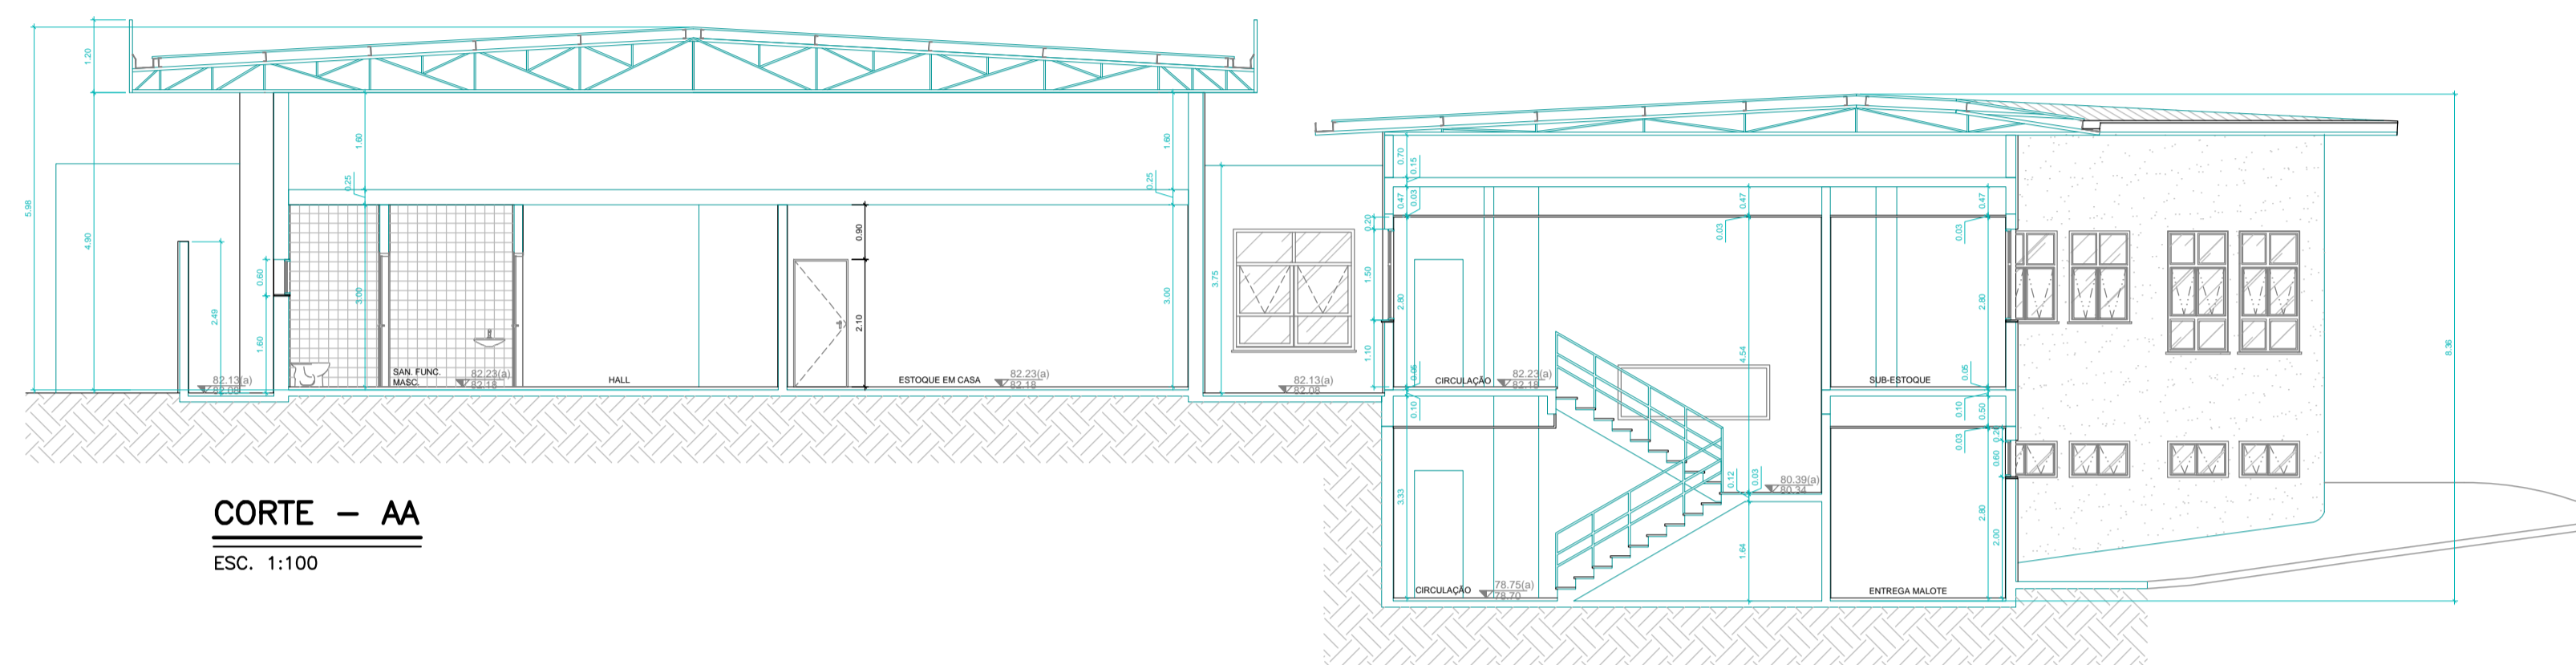 1.20
5.98
4.90
2.49
0.60
1.60
1.60
0.25
3.00
1.60
0.25
3.00
0.90
2.10
82.13(a)
82.08
SAN. FUNC.
MASC.
82.23(a)
82.18
HALL
ESTOQUE EM CASA
82.23(a)
82.18
3.75
82.13(a)
82.08
0.70
0.15
0.47
0.03
0.20
1.50
2.80
1.10
0.05
0.10
3.33
CIRCULAÇÃO
82.23(a)
82.18
0.47
0.03
4.54
0.12
0.03
80.39(a)
80.34
1.64
CIRCULAÇÃO
78.75(a)
78.70
0.47
0.03
2.80
0.05
SUB-ESTOQUE
0.10
0.50
0.03
0.60
2.80
2.00
ENTREGA MALOTE
8.36
CORTE - AA
ESC. 1:100